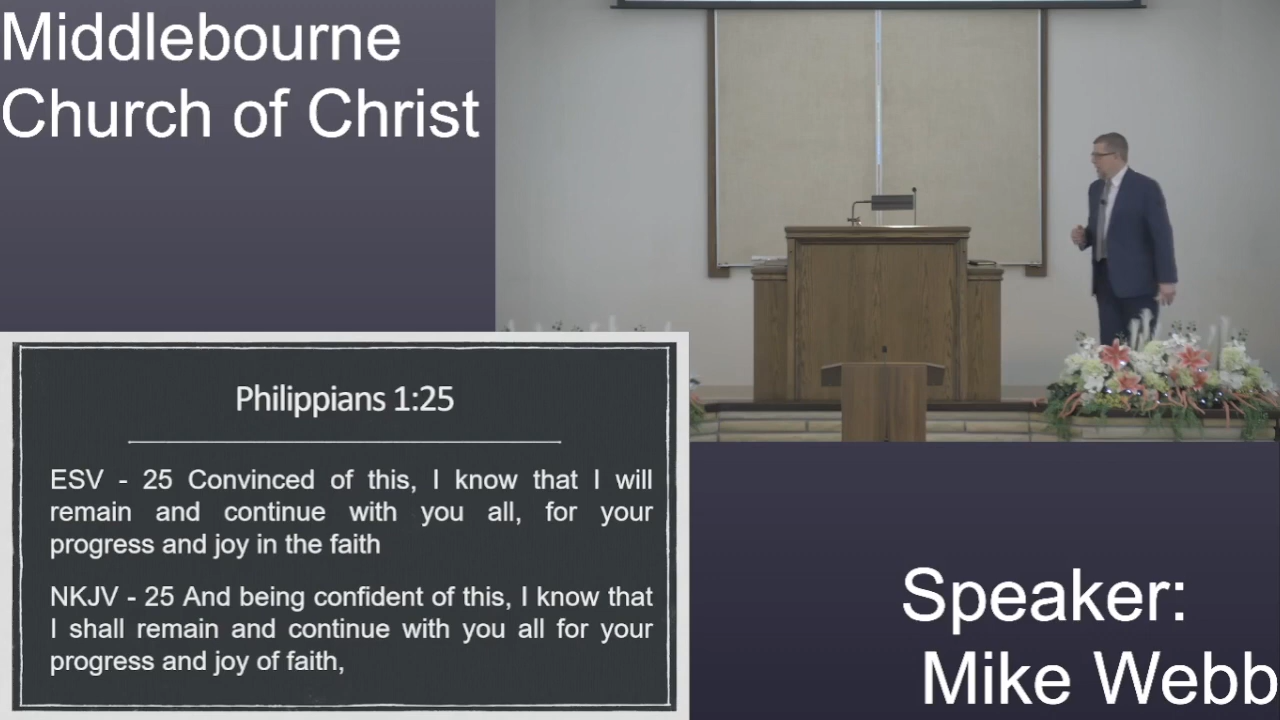 Middlebourne
Church of Christ
Philippians 1:25
ESV - 25 Convinced of this, I know that I will
remain and continue with you all, for your
progress and joy in the faith
NKJV - 25 And being confident of this, I know that
I shall remain and continue with you all for your
progress and joy of faith,
Speaker:
Mike Webb